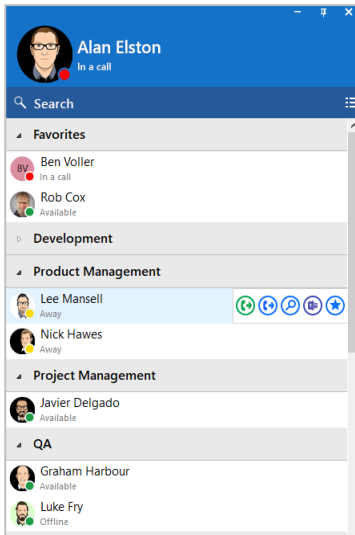 Alan Elston
In a call
Search
Favorites
BV
Ben Voller
In a call
Rob Cox
Available
Development
Product Management
Lee Mansell
Away
Nick Hawes
Away
Project Management
Javier Delgado
Available
QA
Graham Harbour
Available
Luke Fry
Offline